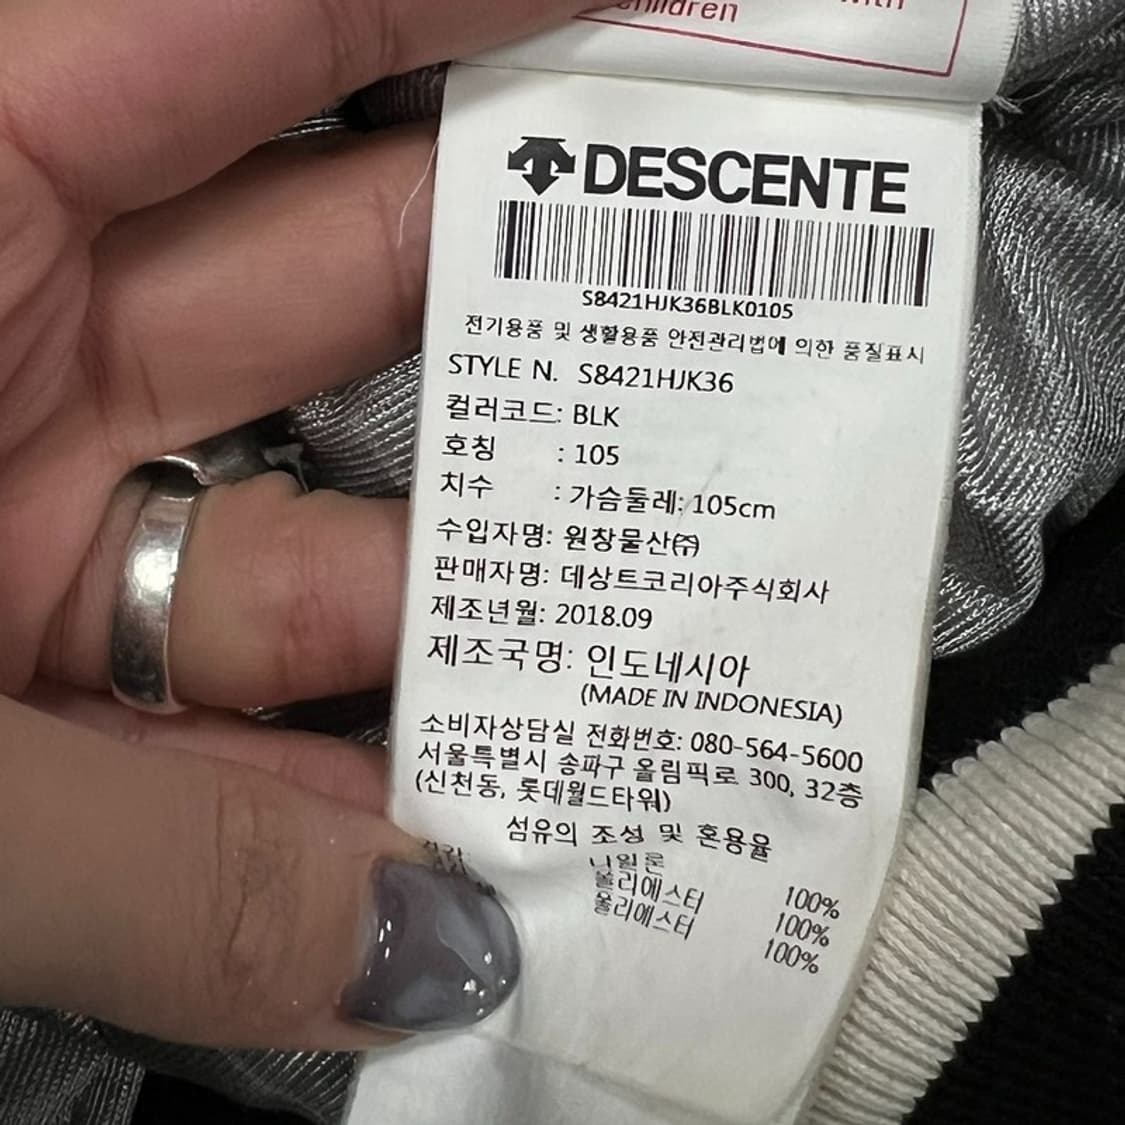 children with
DESCENTE
S8421HJK36BLK0105
전기용품 및 생활용품 안전관리법에 의한 품질표시
STYLE N. S8421HJK36
컬러코드: BLK
호칭 : 105
치수 : 가슴둘레: 105cm
수입자명: 원창물산㈜
판매자명: 데상트코리아주식회사
제조년월: 2018.09
제조국명: 인도네시아
(MADE IN INDONESIA)
소비자상담실 전화번호: 080-564-5600
서울특별시 송파구 올림픽로 300, 32층
(신천동, 롯데월드타워)
섬유의 조성 및 혼용율
나일론 100%
폴리에스터 100%
폴리에스터 100%